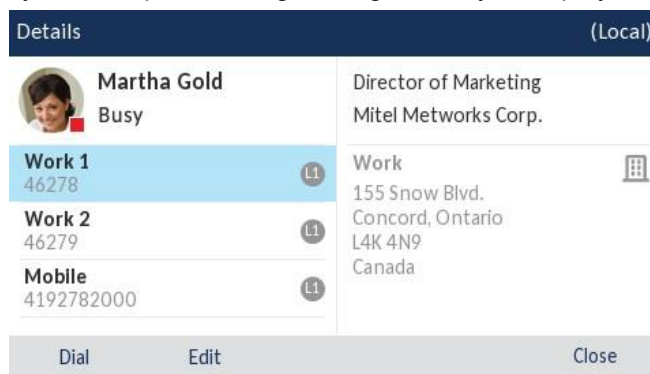 Details (Local)
Martha Gold
Busy
Work 1
46278
L1
Work 2
46279
L1
Mobile
4192782000
L1
Director of Marketing
Mitel Metworks Corp.
Work
155 Snow Blvd.
Concord, Ontario
L4K 4N9
Canada
Dial Edit Close